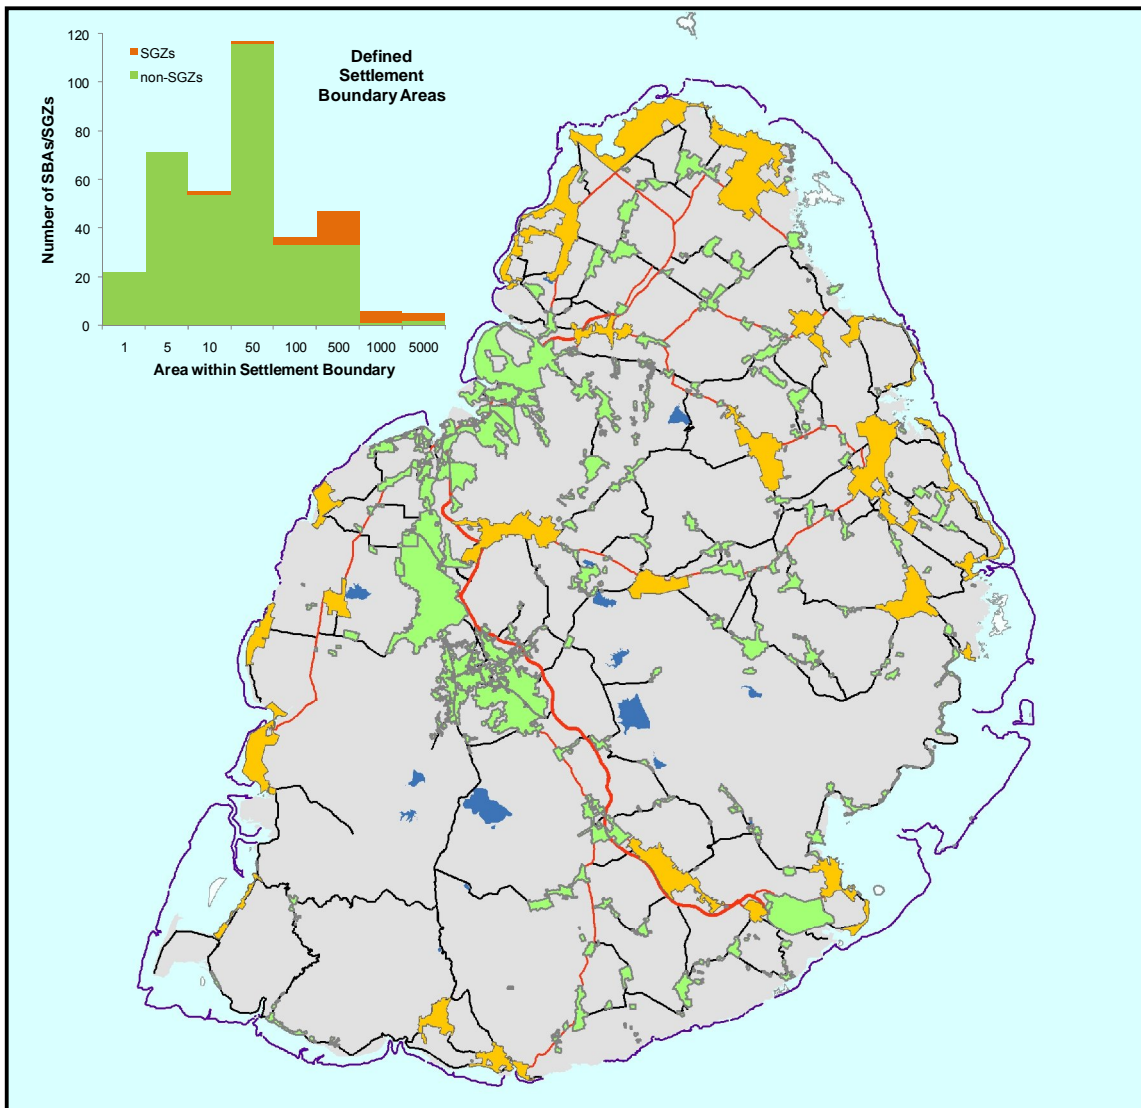 120
100
80
60
40
20
0
Number of SBAs/SGZs
SGZs
non-SGZs
Defined
Settlement
Boundary Areas
1 5 10 50 100 500 1000 5000
Area within Settlement Boundary